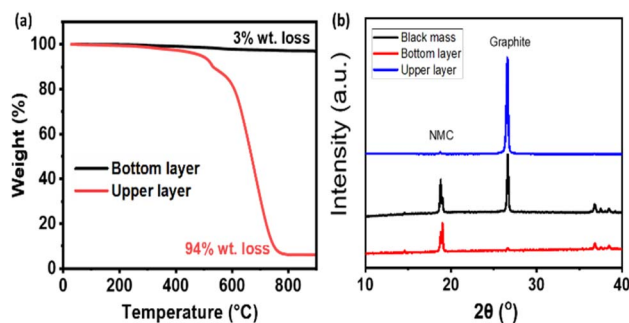 (a)
100
80
60
40
20
0
Weight (%)
3% wt. loss
Bottom layer
Upper layer
94% wt. loss
0 200 400 600 800
Temperature (°C)
(b)
Intensity (a.u.)
Black mass
Bottom layer
Upper layer
Graphite
NMC
10 20 30 40
2θ (°)